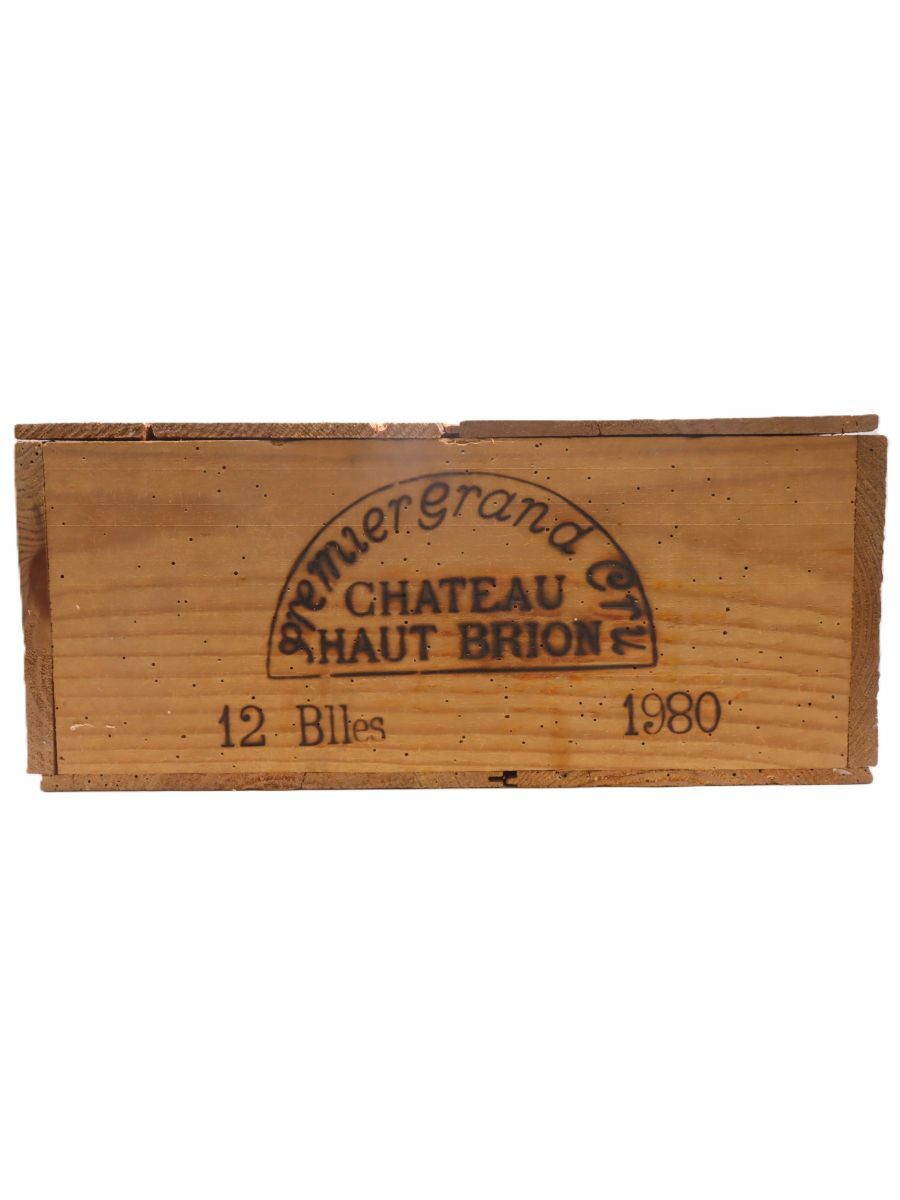 Premier Grand Cru
CHATEAU
HAUT BRION
12 Blles
1980